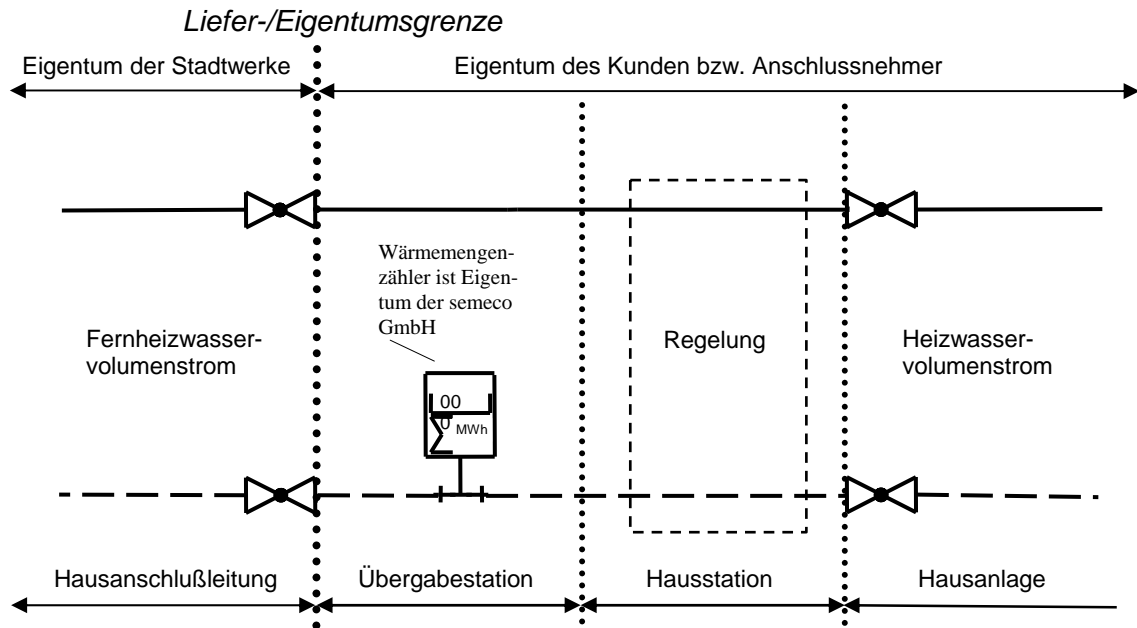 Liefer-/Eigentumsgrenze
Eigentum der Stadtwerke
Eigentum des Kunden bzw. Anschlussnehmer
Wärmemengen-
zähler ist Eigen-
tum der semeco
GmbH
Fernheizwasser-
volumenstrom
Regelung
Heizwasser-
volumenstrom
00
0 MWh
Hausanschlußleitung
Übergabestation
Hausstation
Hausanlage